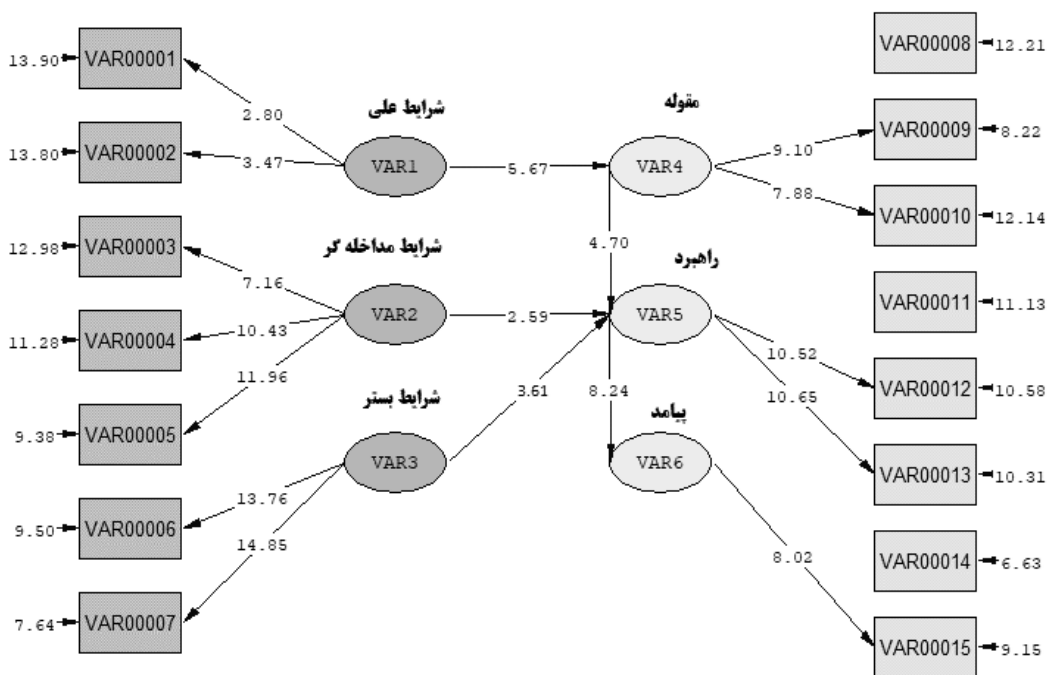 13.90
VAR00001
2.80
13.80
VAR00002
3.47
12.98
VAR00003
7.16
11.28
VAR00004
10.43
9.38
VAR00005
11.96
9.50
VAR00006
13.76
7.64
VAR00007
14.85
شرایط علی
VAR1
5.67
شرایط مداخله گر
VAR2
2.59
شرایط بستر
VAR3
3.61
مقوله
VAR4
4.70
راهبرد
VAR5
8.24
پیامد
VAR6
VAR00008
12.21
9.10
VAR00009
8.22
7.88
VAR00010
12.14
VAR00011
11.13
10.52
VAR00012
10.58
10.65
VAR00013
10.31
VAR00014
6.63
8.02
VAR00015
9.15